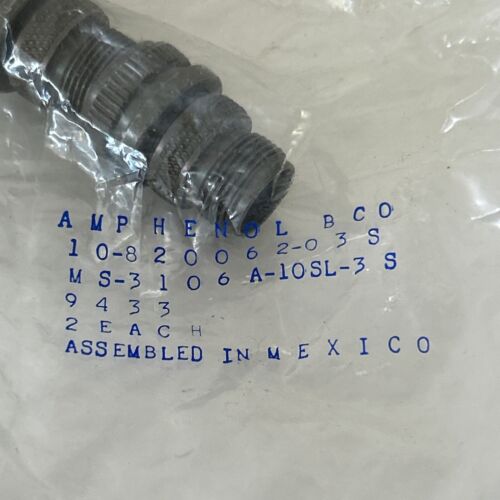 AMPHENOL BCO
10-820062-03S
MS-3106A-10SL-3S
9433
2 EACH
ASSEMBLED IN MEXICO